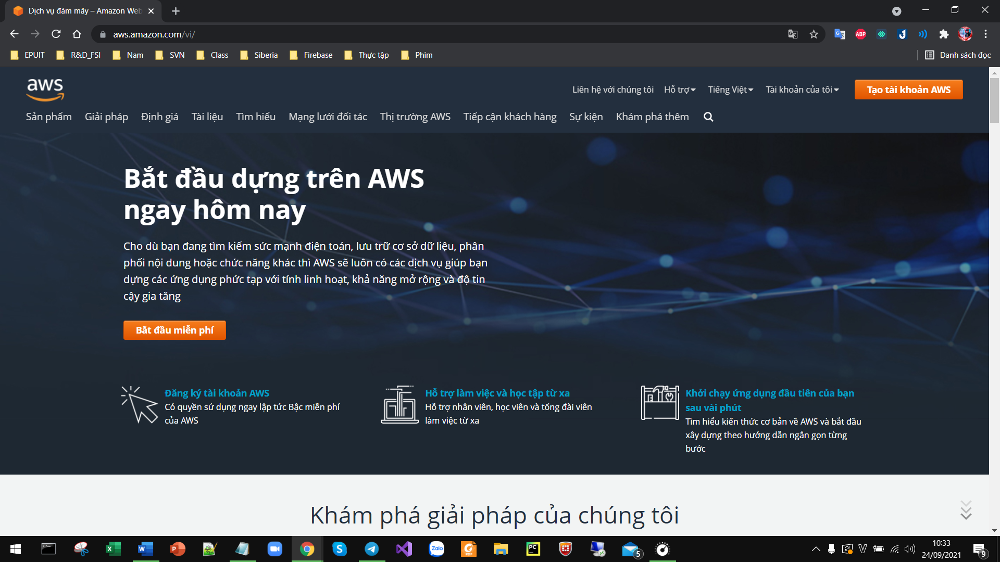 Dịch vụ đám mây – Amazon Web
aws.amazon.com/vi/
ABP
EPUIT
R&D_FSI
Nam
SVN
Class
Siberia
Firebase
Thực tập
Phim
Danh sách đọc
aws
Liên hệ với chúng tôi
Hỗ trợ
Tiếng Việt
Tài khoản của tôi
Tạo tài khoản AWS
Sản phẩm
Giải pháp
Định giá
Tài liệu
Tìm hiểu
Mạng lưới đối tác
Thị trường AWS
Tiếp cận khách hàng
Sự kiện
Khám phá thêm
Bắt đầu dựng trên AWS
ngay hôm nay
Cho dù bạn đang tìm kiếm sức mạnh điện toán, lưu trữ cơ sở dữ liệu, phân
phối nội dung hoặc chức năng khác thì AWS sẽ luôn có các dịch vụ giúp bạn
dựng các ứng dụng phức tạp với tính linh hoạt, khả năng mở rộng và độ tin
cậy gia tăng
Bắt đầu miễn phí
Đăng ký tài khoản AWS
Có quyền sử dụng ngay lập tức Bậc miễn phí
của AWS
Hỗ trợ làm việc và học tập từ xa
Hỗ trợ nhân viên, học viên và tổng đài viên
làm việc từ xa
Khởi chạy ứng dụng đầu tiên của bạn
sau vài phút
Tìm hiểu kiến thức cơ bản về AWS và bắt đầu
xây dựng theo hướng dẫn ngắn gọn từng
bước
Khám phá giải pháp của chúng tôi
Zalo
PDF
PC
5
V
10:33
24/09/2021
9